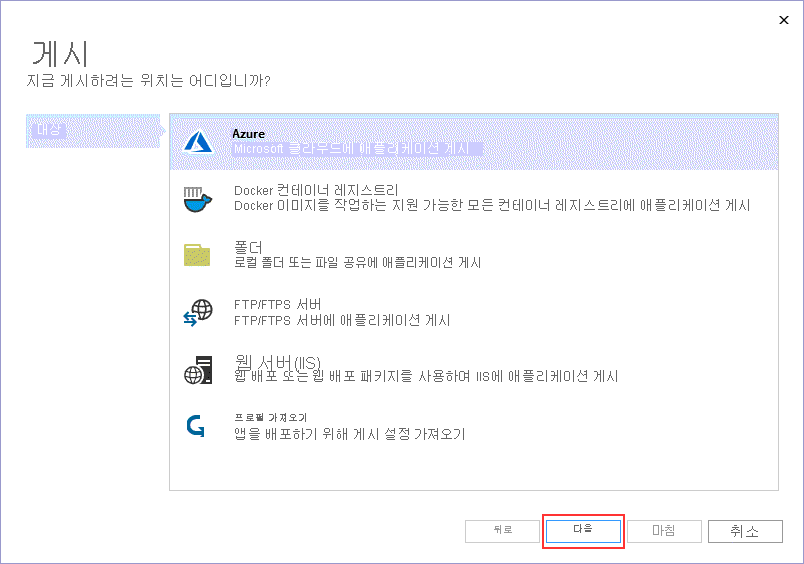 게시
지금 게시하려는 위치는 어디입니까?
대상
Azure
Microsoft 클라우드에 애플리케이션 게시
Docker 컨테이너 레지스트리
Docker 이미지를 작업하는 지원 가능한 모든 컨테이너 레지스트리에 애플리케이션 게시
폴더
로컬 폴더 또는 파일 공유에 애플리케이션 게시
FTP/FTPS 서버
FTP/FTPS 서버에 애플리케이션 게시
웹 서버(IIS)
웹 배포 또는 웹 배포 패키지를 사용하여 IIS에 애플리케이션 게시
프로필 가져오기
앱을 배포하기 위해 게시 설정 가져오기
뒤로
다음
마침
취소